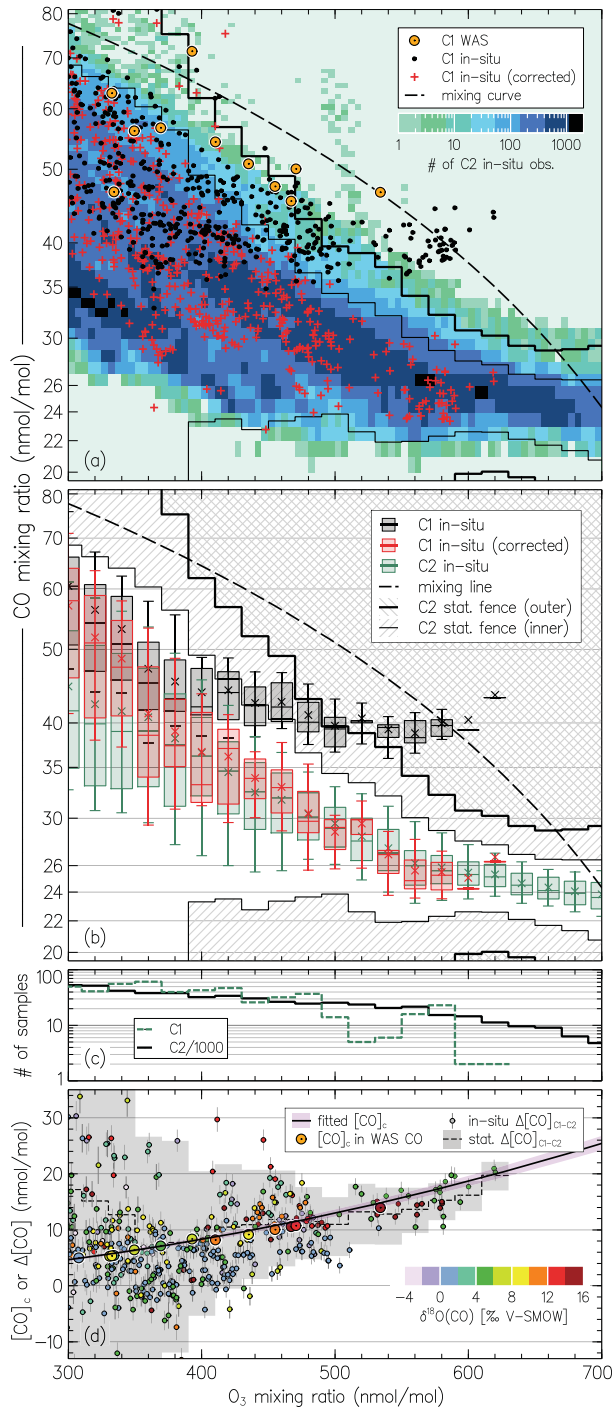 80
70
60
50
40
35
30
26
24
22
20
C1 WAS
C1 in-situ
C1 in-situ (corrected)
mixing curve
1 10 100 1000
# of C2 in-situ obs.
(a)
CO mixing ratio (nmol/mol)
80
70
60
50
40
35
30
26
24
22
20
C1 in-situ
C1 in-situ (corrected)
C2 in-situ
mixing line
C2 stat. fence (outer)
C2 stat. fence (inner)
(b)
# of samples
100
10
1
C1
C2/1000
(c)
[CO]c or Δ[CO] (nmol/mol)
40
30
20
15
10
5
0
−10
fitted [CO]c
[CO]c in WAS CO
in-situ Δ[CO]C1−C2
stat. Δ[CO]C1−C2
−4 0 4 8 12 16
δ18O(CO) [‰ V-SMOW]
(d)
300 400 500 600 700
O3 mixing ratio (nmol/mol)